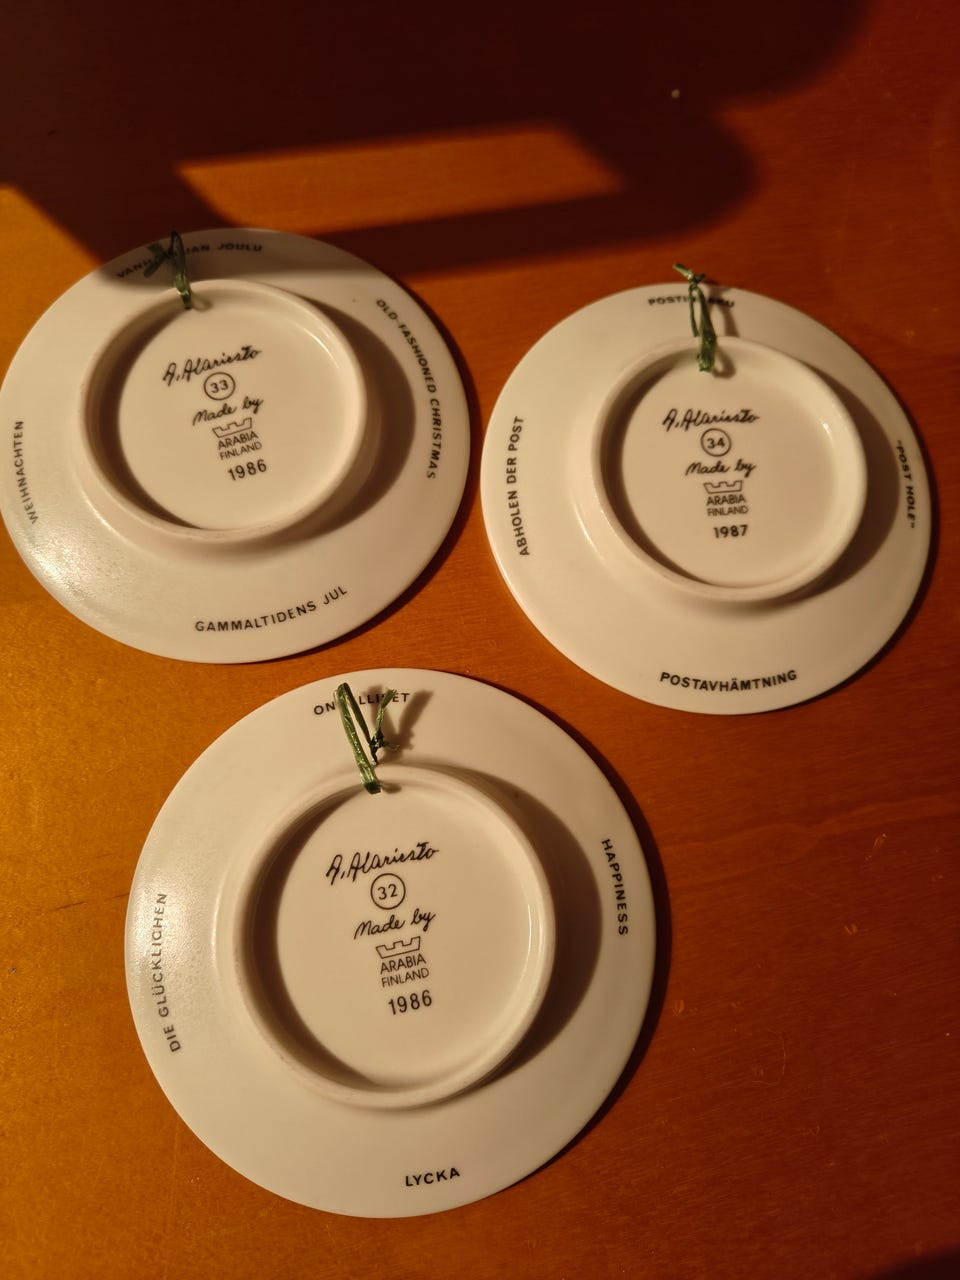 JOULU
OLD-FASHIONED CHRISTMAS
GAMMALTIDENS JUL
WEIHNACHTEN
A. Alariesto
33
Made by
ARABIA
FINLAND
1986
"POST HOLE"
POSTAVHÄMTNING
ABHOLEN DER POST
A. Alariesto
34
Made by
ARABIA
FINLAND
1987
HAPPINESS
LYCKA
DIE GLÜCKLICHEN
A. Alariesto
32
Made by
ARABIA
FINLAND
1986